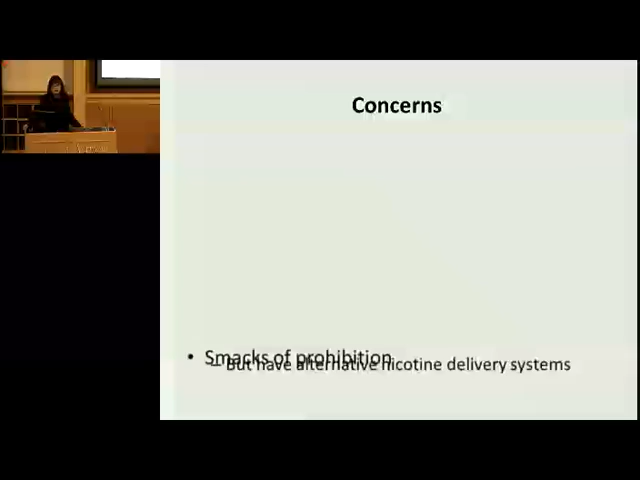 Concerns
• Smacks of prohibition
– But have alternative nicotine delivery systems